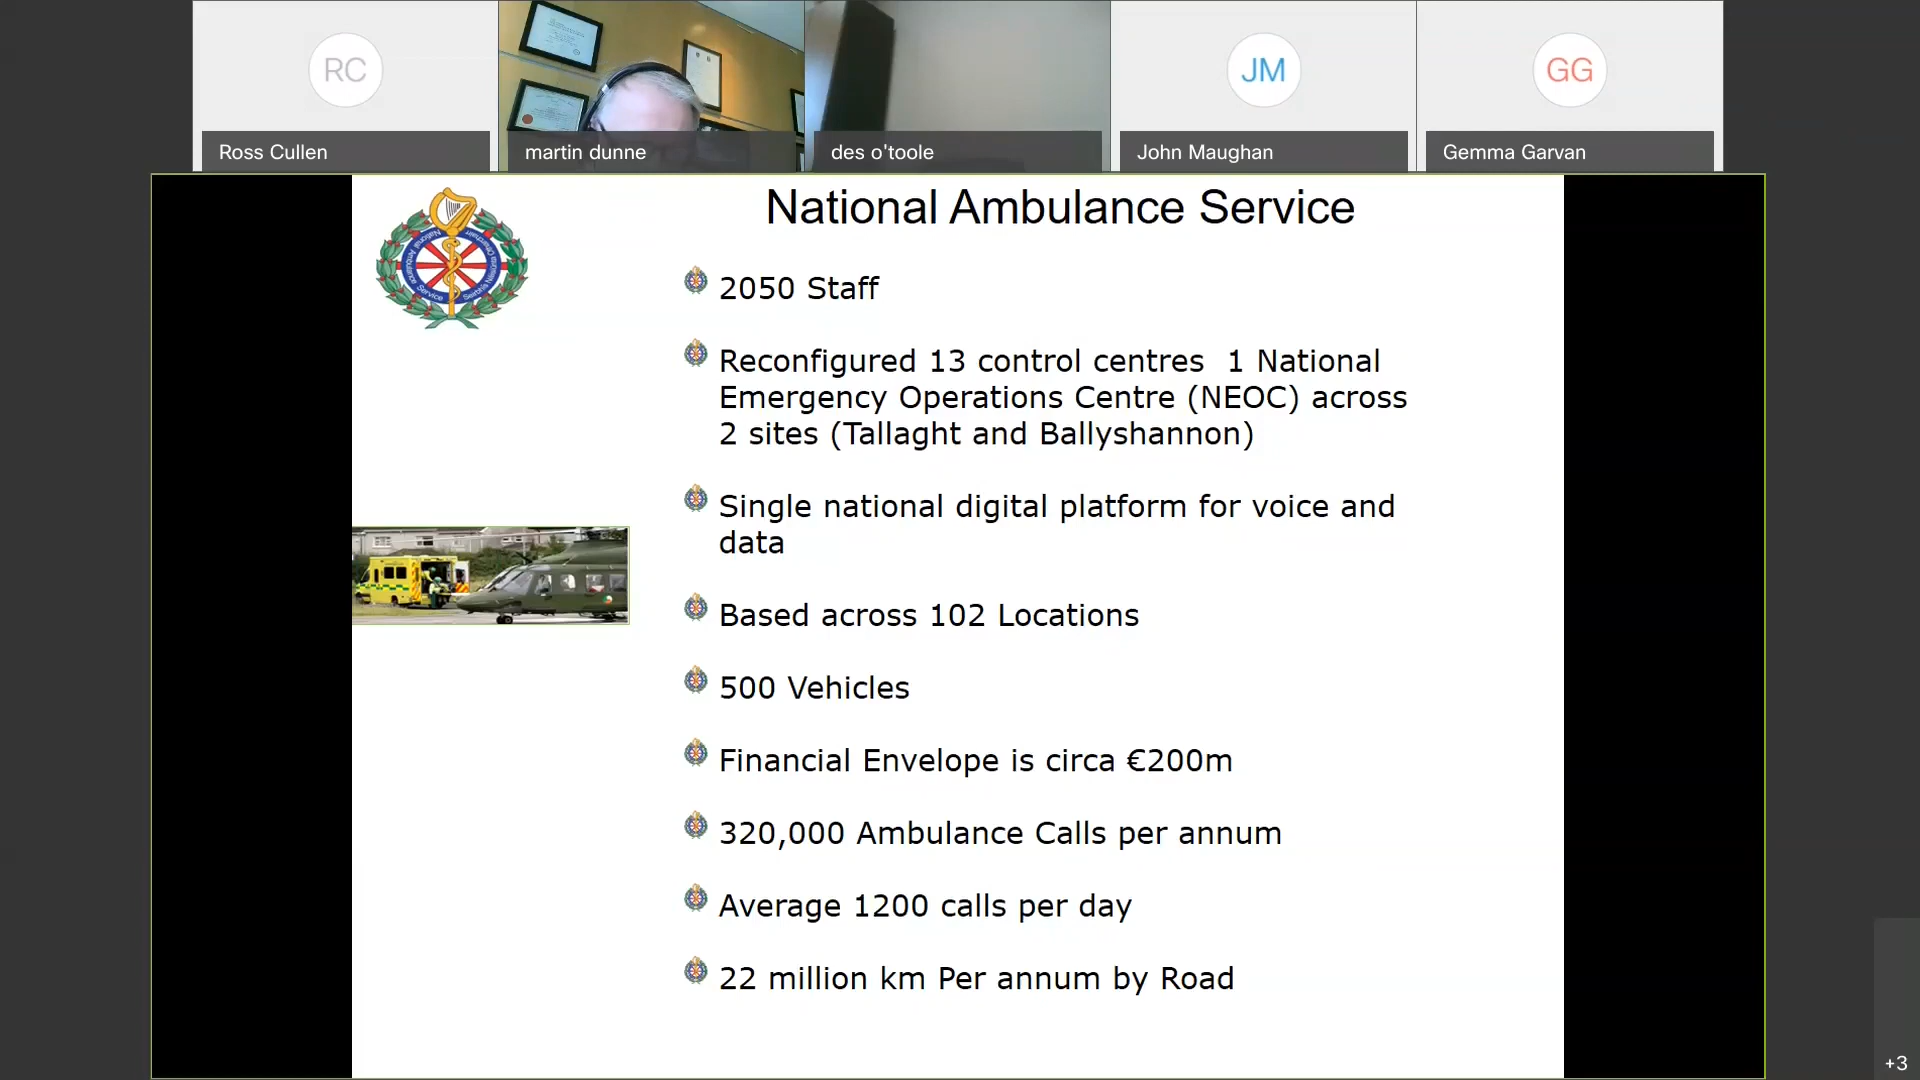 RC
JM
GG
Ross Cullen
martin dunne
des o'toole
John Maughan
Gemma Garvan
National Ambulance Service
2050 Staff
Reconfigured 13 control centres 1 National
Emergency Operations Centre (NEOC) across
2 sites (Tallaght and Ballyshannon)
Single national digital platform for voice and
data
Based across 102 Locations
500 Vehicles
Financial Envelope is circa €200m
320,000 Ambulance Calls per annum
Average 1200 calls per day
22 million km Per annum by Road
+3